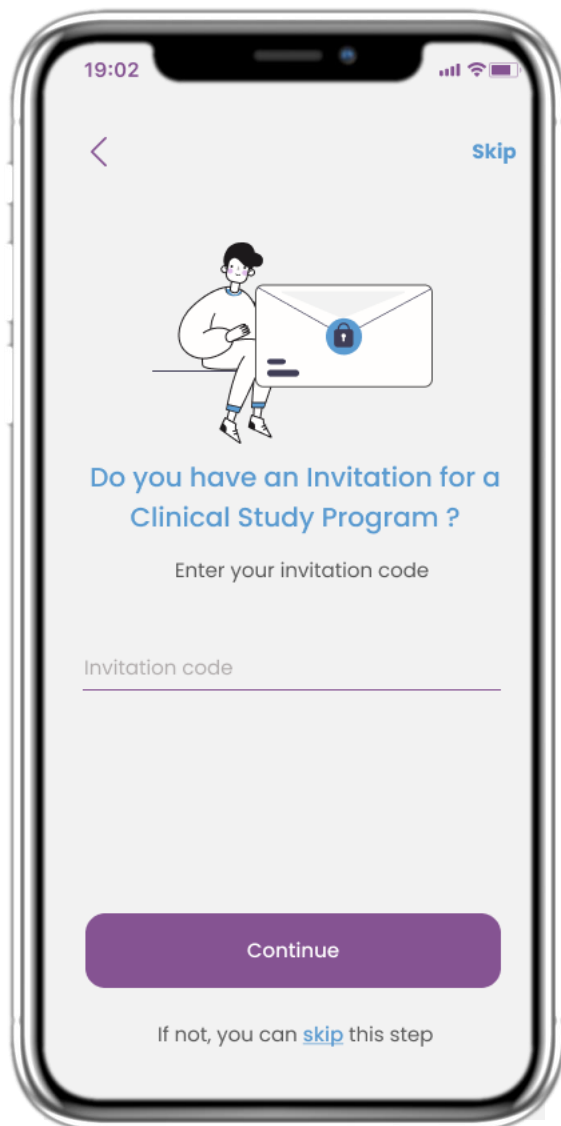 19:02
Skip
Do you have an Invitation for a
Clinical Study Program ?
Enter your invitation code
Invitation code
Continue
If not, you can skip this step